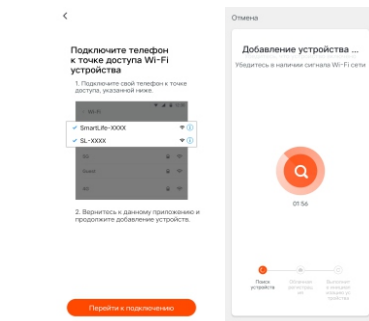 Подключите телефон
к точке доступа Wi-Fi
устройства
1. Подключите свой телефон к точке
доступа, указанной ниже.
Wi-Fi
SmartLife-XXXX
SL-XXXX
2. Вернитесь к данному приложению и
продолжите добавление устройств.
Перейти к подключению
Отмена
Добавление устройства ...
Убедитесь в наличии сигнала Wi-Fi сети
01:56
Поиск
устройств